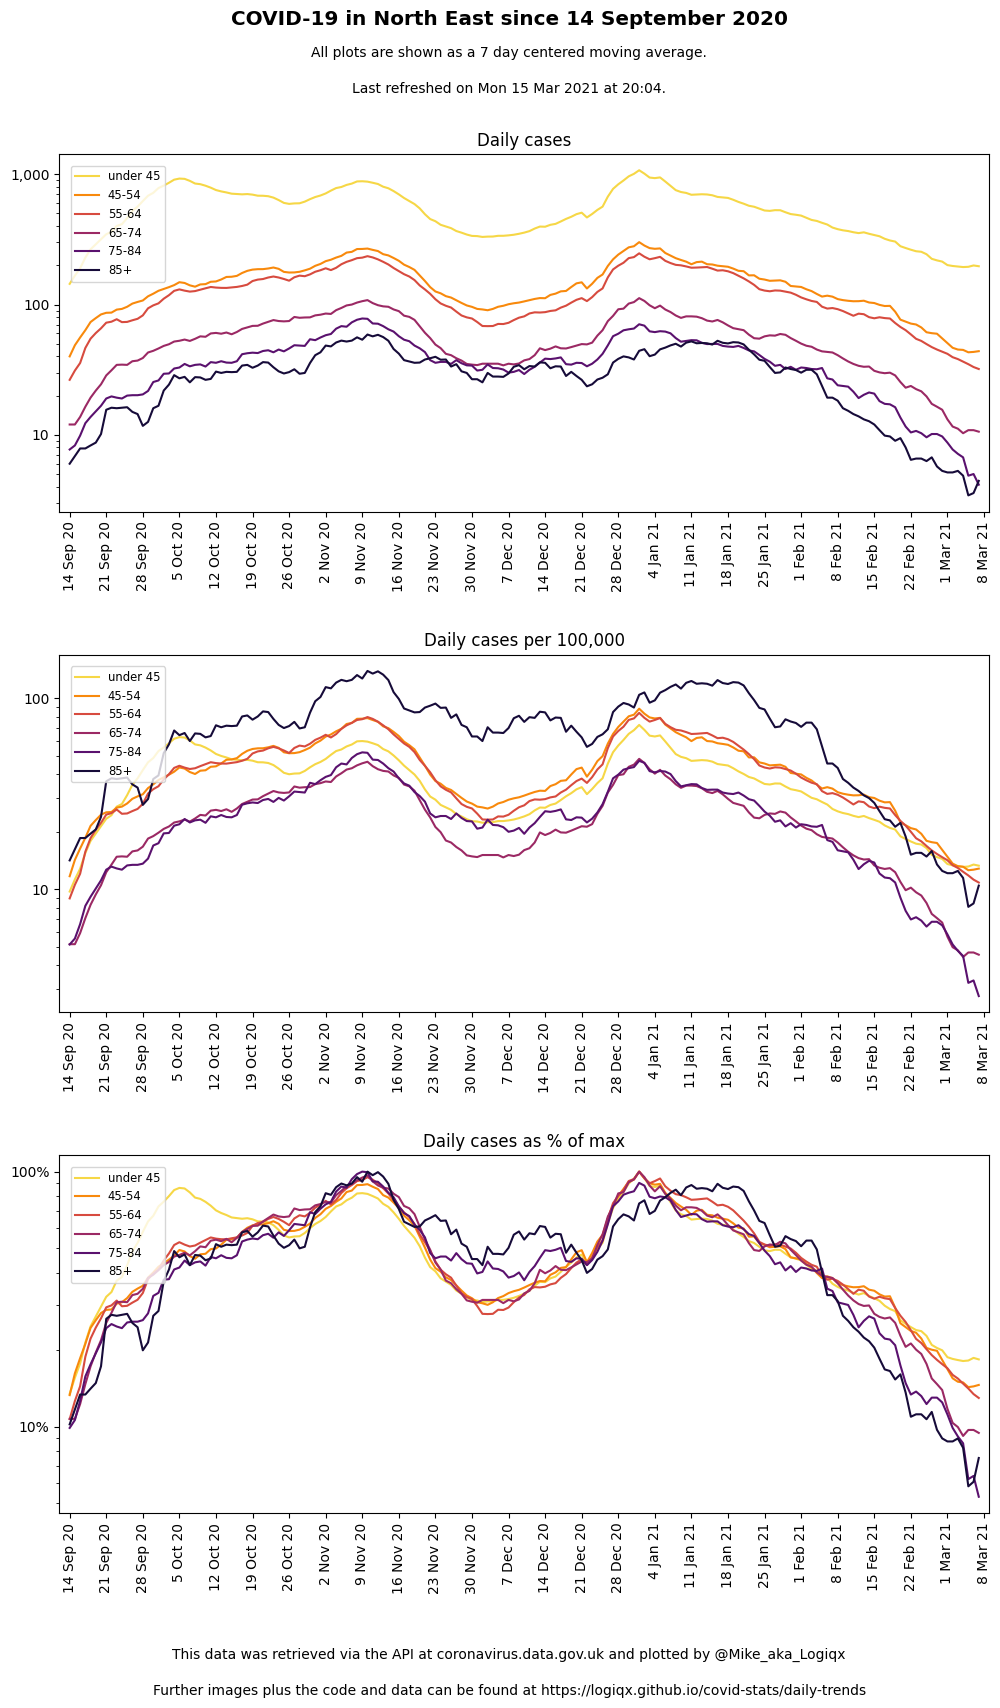 COVID-19 in North East since 14 September 2020
All plots are shown as a 7 day centered moving average.
Last refreshed on Mon 15 Mar 2021 at 20:04.
Daily cases
1,000
100
10
under 45
45-54
55-64
65-74
75-84
85+
14 Sep 20
21 Sep 20
28 Sep 20
5 Oct 20
12 Oct 20
19 Oct 20
26 Oct 20
2 Nov 20
9 Nov 20
16 Nov 20
23 Nov 20
30 Nov 20
7 Dec 20
14 Dec 20
21 Dec 20
28 Dec 20
4 Jan 21
11 Jan 21
18 Jan 21
25 Jan 21
1 Feb 21
8 Feb 21
15 Feb 21
22 Feb 21
1 Mar 21
8 Mar 21
Daily cases per 100,000
100
10
under 45
45-54
55-64
65-74
75-84
85+
14 Sep 20
21 Sep 20
28 Sep 20
5 Oct 20
12 Oct 20
19 Oct 20
26 Oct 20
2 Nov 20
9 Nov 20
16 Nov 20
23 Nov 20
30 Nov 20
7 Dec 20
14 Dec 20
21 Dec 20
28 Dec 20
4 Jan 21
11 Jan 21
18 Jan 21
25 Jan 21
1 Feb 21
8 Feb 21
15 Feb 21
22 Feb 21
1 Mar 21
8 Mar 21
Daily cases as % of max
100%
10%
under 45
45-54
55-64
65-74
75-84
85+
14 Sep 20
21 Sep 20
28 Sep 20
5 Oct 20
12 Oct 20
19 Oct 20
26 Oct 20
2 Nov 20
9 Nov 20
16 Nov 20
23 Nov 20
30 Nov 20
7 Dec 20
14 Dec 20
21 Dec 20
28 Dec 20
4 Jan 21
11 Jan 21
18 Jan 21
25 Jan 21
1 Feb 21
8 Feb 21
15 Feb 21
22 Feb 21
1 Mar 21
8 Mar 21
This data was retrieved via the API at coronavirus.data.gov.uk and plotted by @Mike_aka_Logiqx
Further images plus the code and data can be found at https://logiqx.github.io/covid-stats/daily-trends